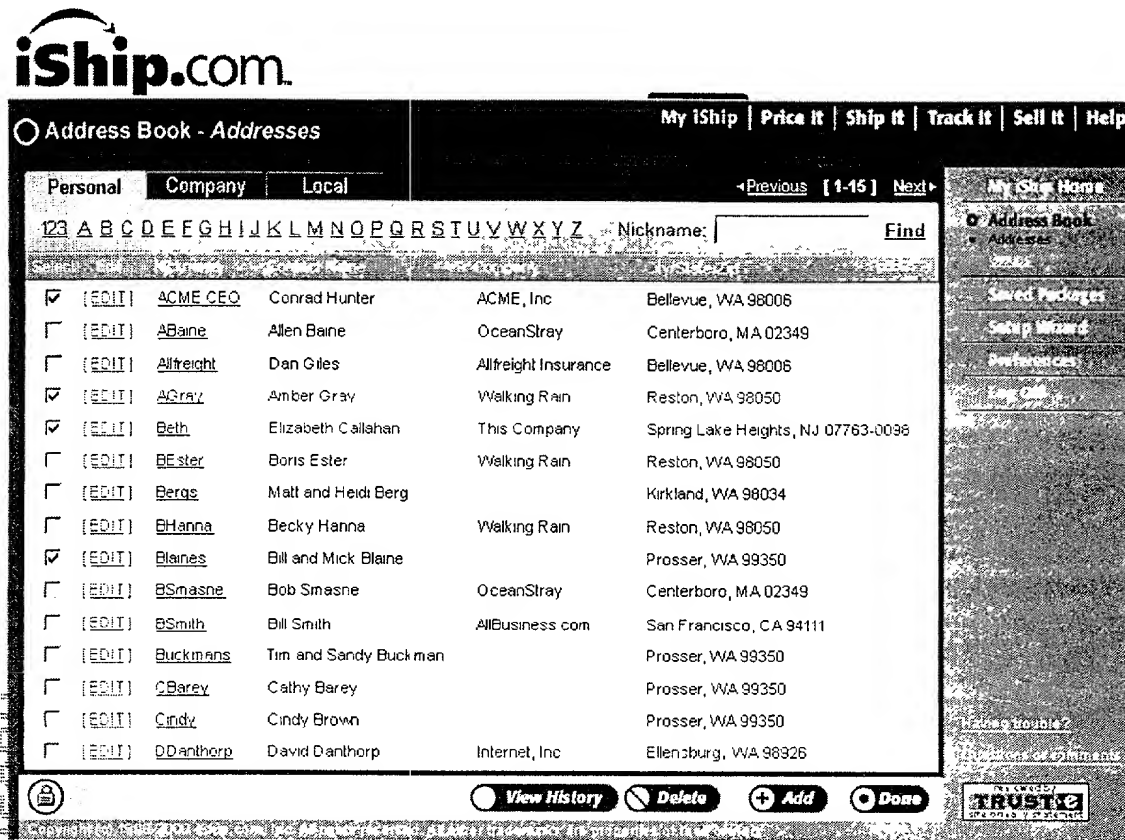 iShip.com
My iShip | Price It | Ship It | Track It | Sell It | Help
Address Book - Addresses
Personal Company Local Previous [ 1-15 ] Next
My iShip Home
123 A B C D E F G H I J K L M N O P Q R S T U V W X Y Z Nickname: Find
Address Book
Addresses
[EDIT] ACME CEO Conrad Hunter ACME, Inc Bellevue, WA 98006
Saved Packages
[EDIT] ABaine Allen Baine OceanStray Centerboro, MA 02349
Setup Wizard
[EDIT] Allfreight Dan Giles Allfreight Insurance Bellevue, WA 98006
Preferences
[EDIT] AGray Amber Gray Walking Rain Reston, WA 98050
Log Off
[EDIT] Beth Elizabeth Callahan This Company Spring Lake Heights, NJ 07763-0098
[EDIT] BEster Boris Ester Walking Rain Reston, WA 98050
[EDIT] Bergs Matt and Heidi Berg Kirkland, WA 98034
[EDIT] BHanna Becky Hanna Walking Rain Reston, WA 98050
[EDIT] Blaines Bill and Mick Blaine Prosser, WA 99350
[EDIT] BSmasne Bob Smasne OceanStray Centerboro, MA 02349
[EDIT] BSmith Bill Smith AllBusiness.com San Francisco, CA 94111
[EDIT] Buckmans Tim and Sandy Buckman Prosser, WA 99350
[EDIT] CBarey Cathy Barey Prosser, WA 99350
[EDIT] Cindy Cindy Brown Prosser, WA 99350
Having trouble?
[EDIT] DDanthorp David Danthorp Internet, Inc Ellensburg, WA 98926
Questions or comments
View History Delete Add Done
TRUSTe